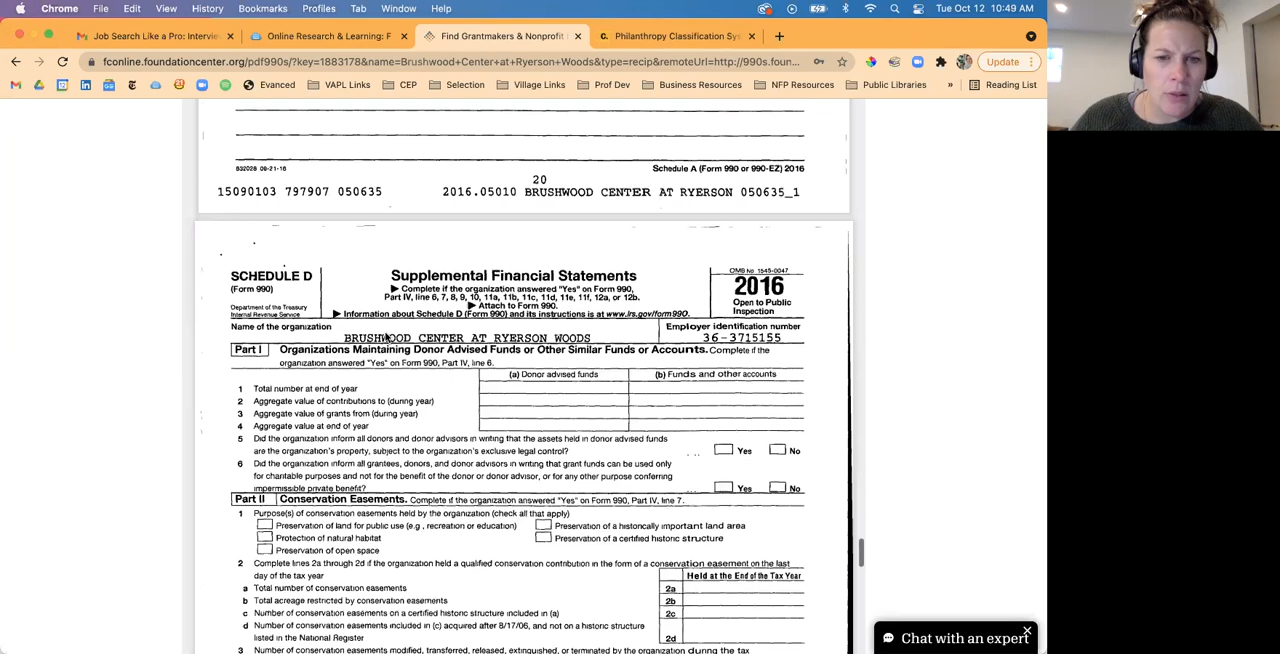 Chrome File Edit View History Bookmarks Profiles Tab Window Help Tue Oct 12 10:49 AM
Job Search Like a Pro: Intervie Online Research & Learning: F Find Grantmakers & Nonprofit Philanthropy Classification Sys
fconline.foundationcenter.org/pdf990s/?key=1883178&name=Brushwood+Center+at+Ryerson+Woods&type=recip&remoteUrl=http://990s.foun... Update
Evanced VAPL Links CEP Selection Village Links Prof Dev Business Resources NFP Resources Public Libraries » Reading List
632028 09-21-16 Schedule A (Form 990 or 990-EZ) 2016
20
15090103 797907 050635 2016.05010 BRUSHWOOD CENTER AT RYERSON 050635_1
SCHEDULE D
(Form 990)
Department of the Treasury
Internal Revenue Service
Supplemental Financial Statements
▶ Complete if the organization answered "Yes" on Form 990,
Part IV, line 6, 7, 8, 9, 10, 11a, 11b, 11c, 11d, 11e, 11f, 12a, or 12b.
▶ Attach to Form 990.
▶ Information about Schedule D (Form 990) and its instructions is at www.irs.gov/form990.
OMB No 1545-0047
2016
Open to Public
Inspection
Name of the organization Employer identification number
BRUSHWOOD CENTER AT RYERSON WOODS 36-3715155
Part I Organizations Maintaining Donor Advised Funds or Other Similar Funds or Accounts. Complete if the
organization answered "Yes" on Form 990, Part IV, line 6.
(a) Donor advised funds (b) Funds and other accounts
1 Total number at end of year
2 Aggregate value of contributions to (during year)
3 Aggregate value of grants from (during year)
4 Aggregate value at end of year
5 Did the organization inform all donors and donor advisors in writing that the assets held in donor advised funds
are the organization's property, subject to the organization's exclusive legal control? Yes No
6 Did the organization inform all grantees, donors, and donor advisors in writing that grant funds can be used only
for charitable purposes and not for the benefit of the donor or donor advisor, or for any other purpose conferring
impermissible private benefit? Yes No
Part II Conservation Easements. Complete if the organization answered "Yes" on Form 990, Part IV, line 7.
1 Purpose(s) of conservation easements held by the organization (check all that apply)
Preservation of land for public use (e.g., recreation or education) Preservation of a historically important land area
Protection of natural habitat Preservation of a certified historic structure
Preservation of open space
2 Complete lines 2a through 2d if the organization held a qualified conservation contribution in the form of a conservation easement on the last
day of the tax year Held at the End of the Tax Year
a Total number of conservation easements 2a
b Total acreage restricted by conservation easements 2b
c Number of conservation easements on a certified historic structure included in (a) 2c
d Number of conservation easements included in (c) acquired after 8/17/06, and not on a historic structure
listed in the National Register 2d
3 Number of conservation easements modified, transferred, released, extinguished, or terminated by the organization during the tax
Chat with an expert